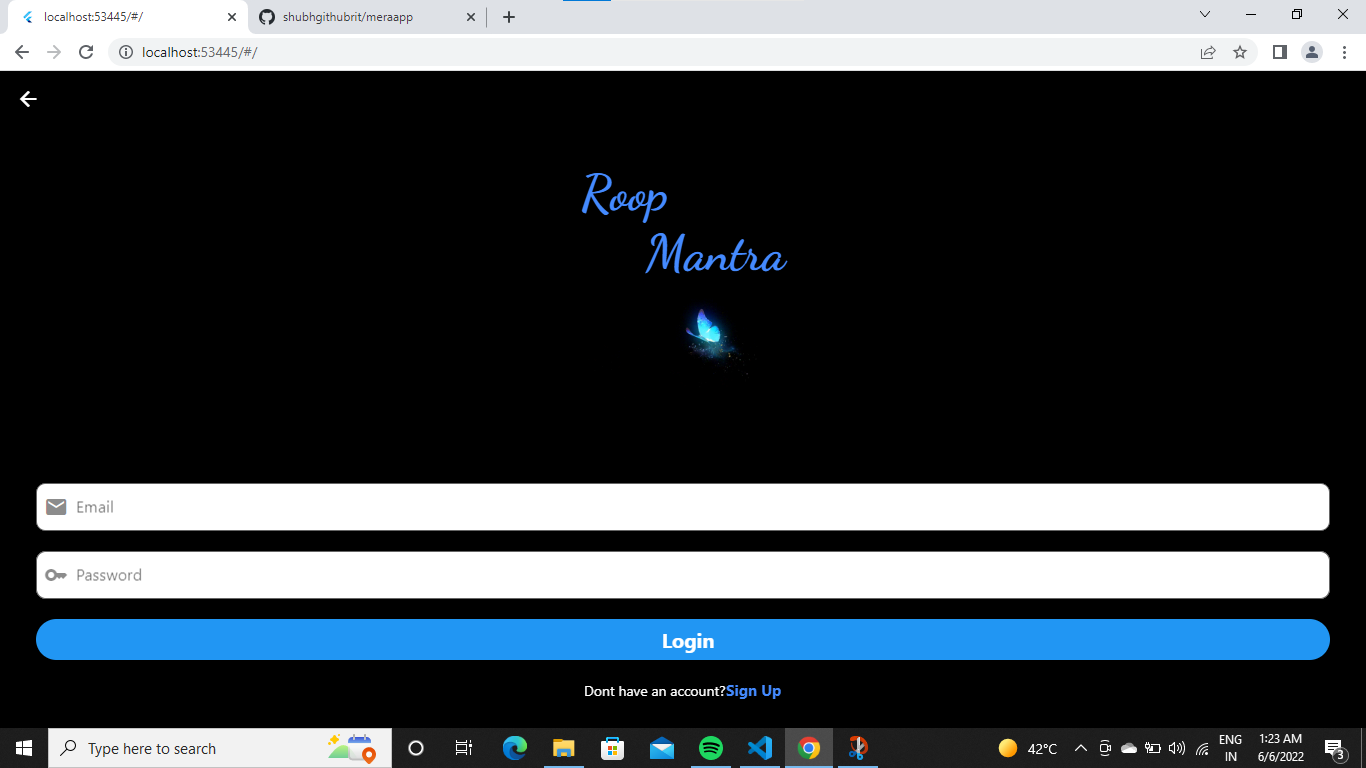 localhost:53445/#/
shubhgithubrit/meraapp
localhost:53445/#/
Roop
Mantra
Email
Password
Login
Dont have an account?Sign Up
Type here to search
42°C
ENG
IN
1:23 AM
6/6/2022
3